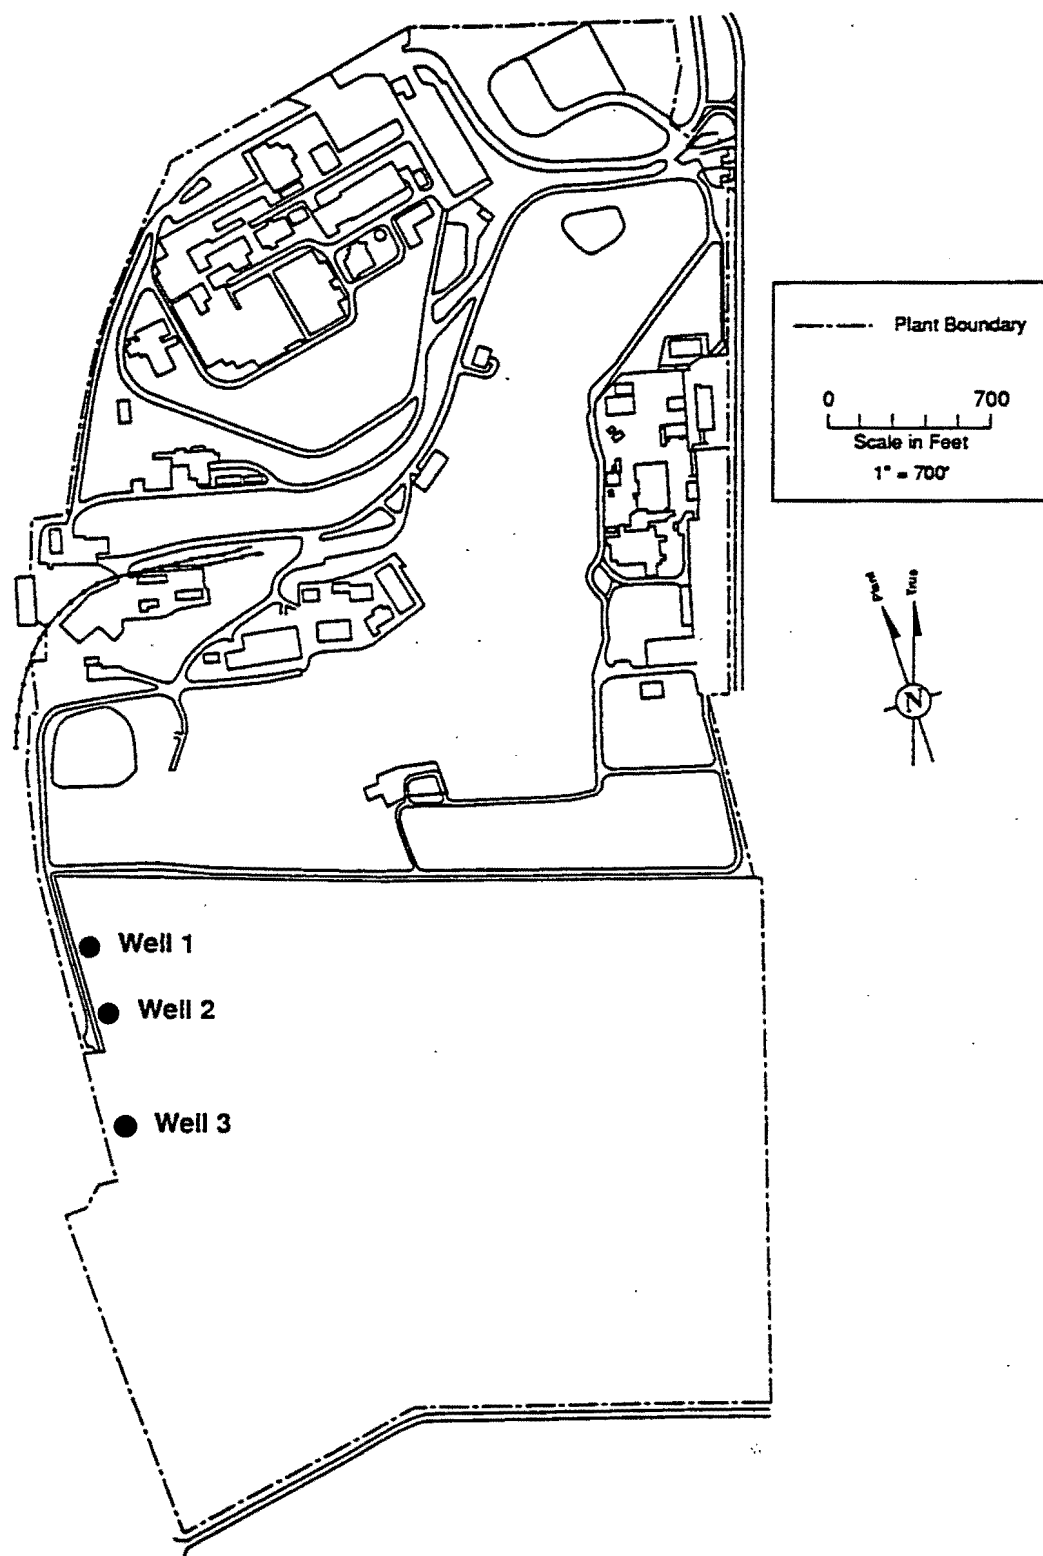 Plant Boundary
0 700
Scale in Feet
1" = 700'
Plant True
N
Well 1
Well 2
Well 3